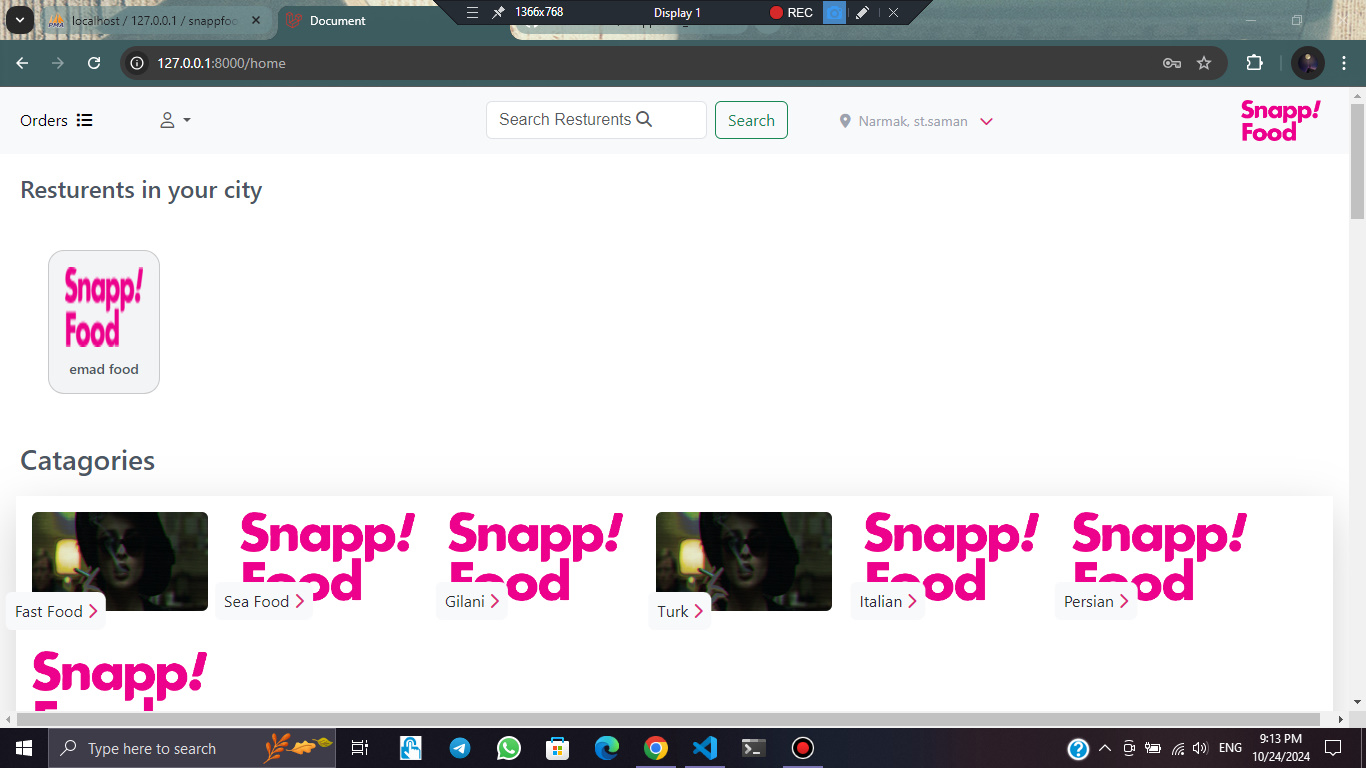 1366x768
Display 1
REC
localhost / 127.0.0.1 / snappfoo
Document
127.0.0.1:8000/home
Orders
Search Resturents
Search
Narmak, st.saman
Snapp!
Food
Resturents in your city
Snapp!
Food
emad food
Catagories
Snapp!
Food
Snapp!
Food
Snapp!
Food
Snapp!
Food
Fast Food
Sea Food
Gilani
Turk
Italian
Persian
Snapp!
Type here to search
ENG
9:13 PM
10/24/2024